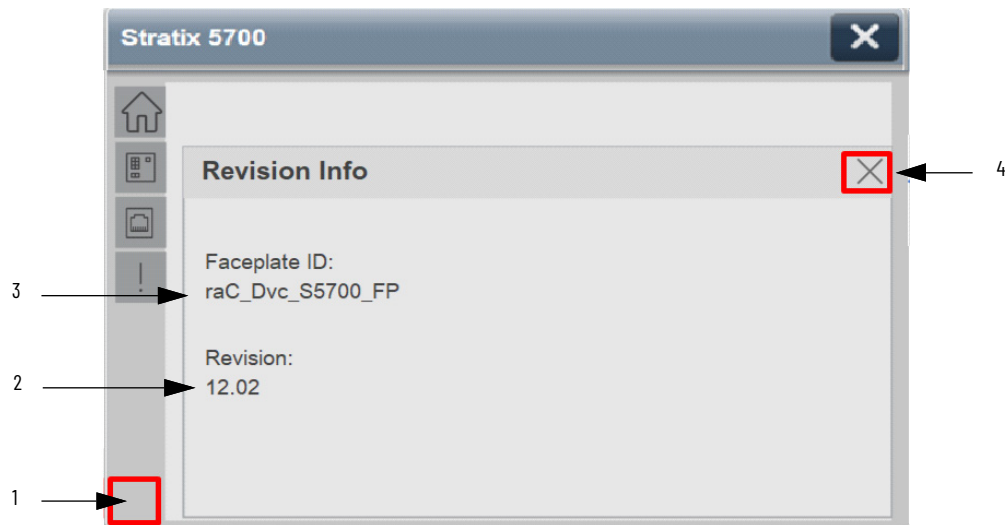 Stratix 5700
Revision Info
4
Faceplate ID:
3
raC_Dvc_S5700_FP
Revision:
2
12.02
1